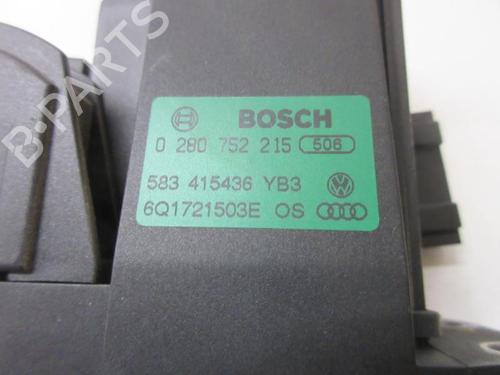 B-PARTS
BOSCH
0 280 752 215 506
583 415436 YB3
6Q1721503E OS